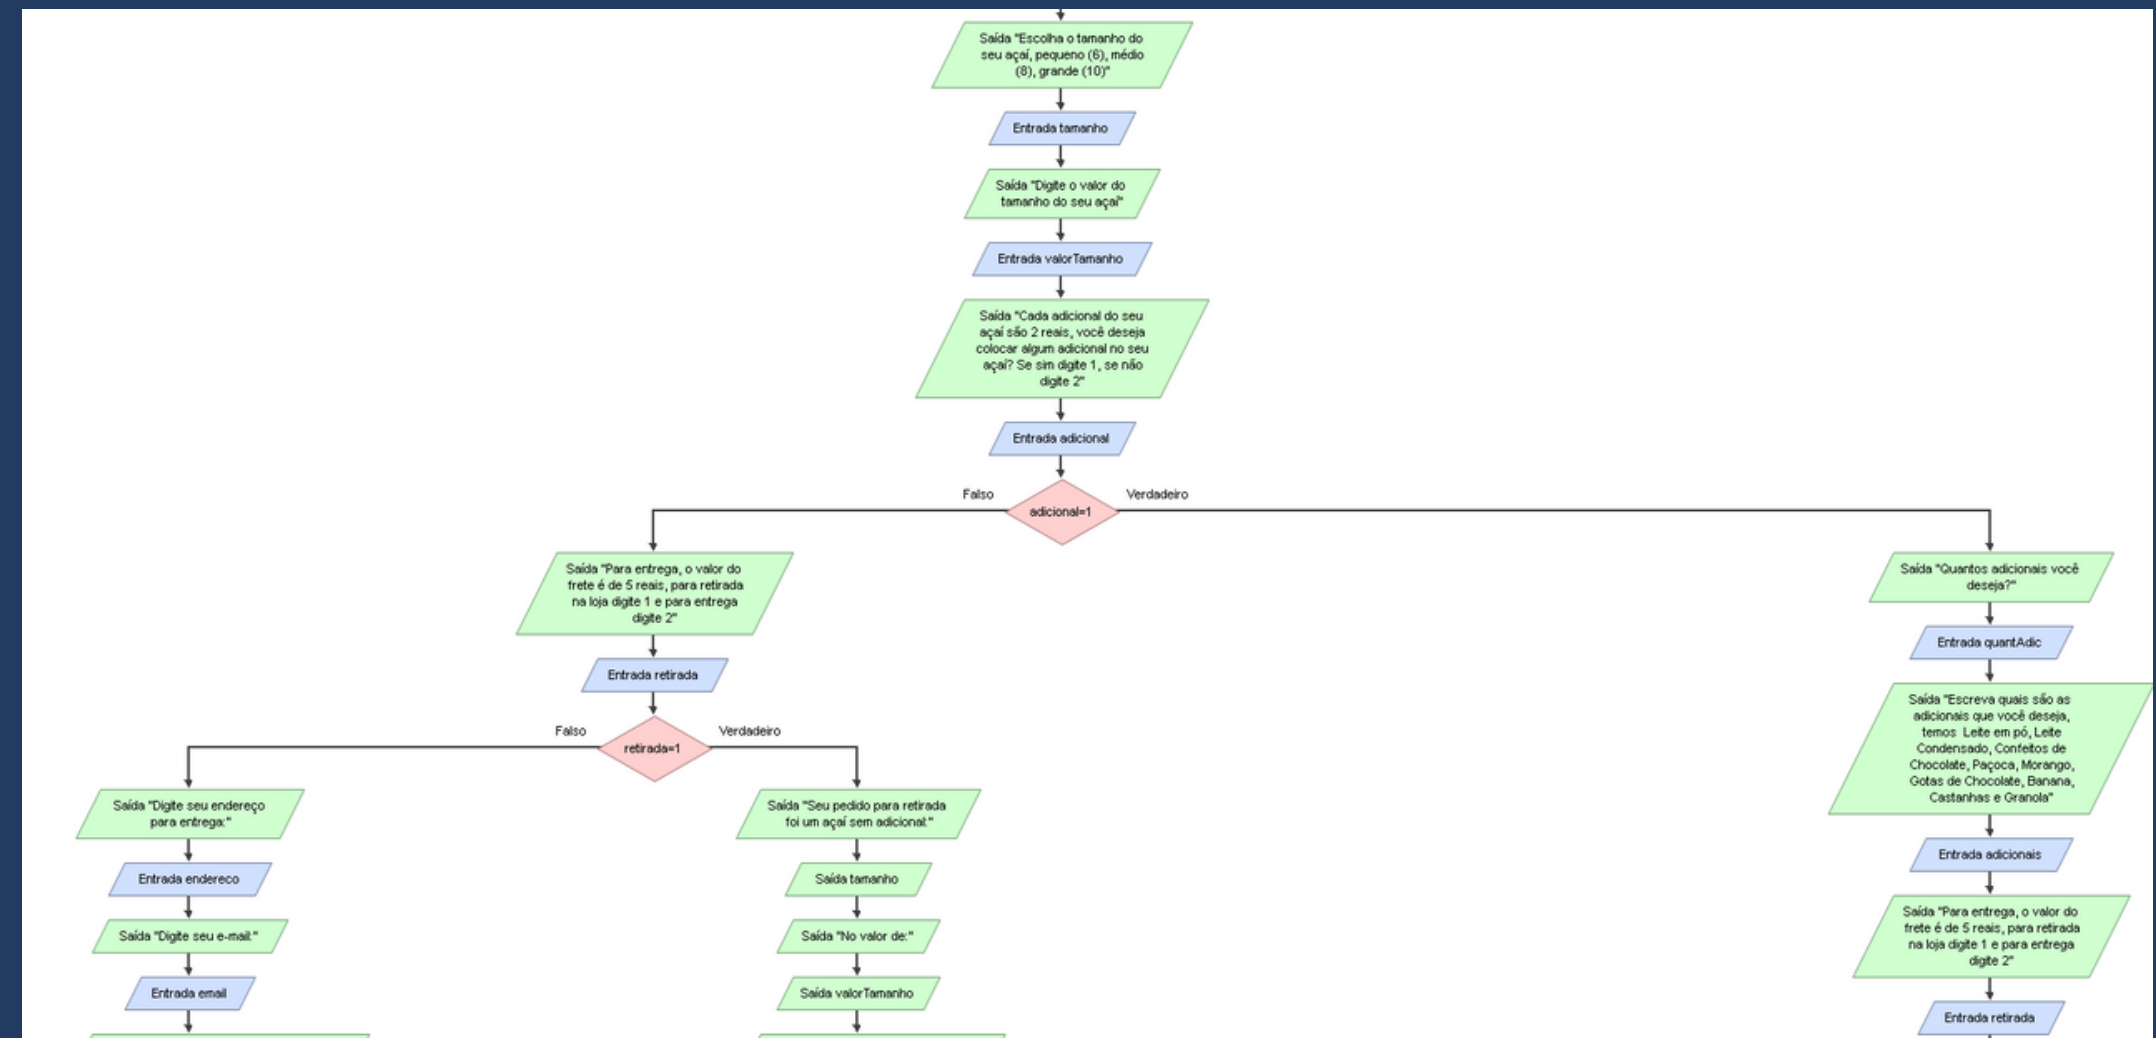 Saída "Escolha o tamanho do
seu açaí, pequeno (6), médio
(8), grande (10)"
Entrada tamanho
Saída "Digite o valor do
tamanho do seu açaí"
Entrada valorTamanho
Saída "Cada adicional do seu
açaí são 2 reais, você deseja
colocar algum adicional no seu
açaí? Se sim digite 1, se não
digite 2"
Entrada adicional
Falso
adicional=1
Verdadeiro
Saída "Para entrega, o valor do
frete é de 5 reais, para retirada
na loja digite 1 e para entrega
digite 2"
Entrada retirada
Falso
retirada=1
Verdadeiro
Saída "Digite seu endereço
para entrega:"
Entrada endereco
Saída "Digite seu e-mail:"
Entrada email
Saída "Seu pedido para retirada
foi um açaí sem adicional:"
Saída tamanho
Saída "No valor de:"
Saída valorTamanho
Saída "Quantos adicionais você
deseja?"
Entrada quantAdic
Saída "Escreva quais são as
adicionais que você deseja,
temos  Leite em pó, Leite
Condensado, Confeitos de
Chocolate, Paçoca, Morango,
Gotas de Chocolate, Banana,
Castanhas e Granola"
Entrada adicionais
Saída "Para entrega, o valor do
frete é de 5 reais, para retirada
na loja digite 1 e para entrega
digite 2"
Entrada retirada